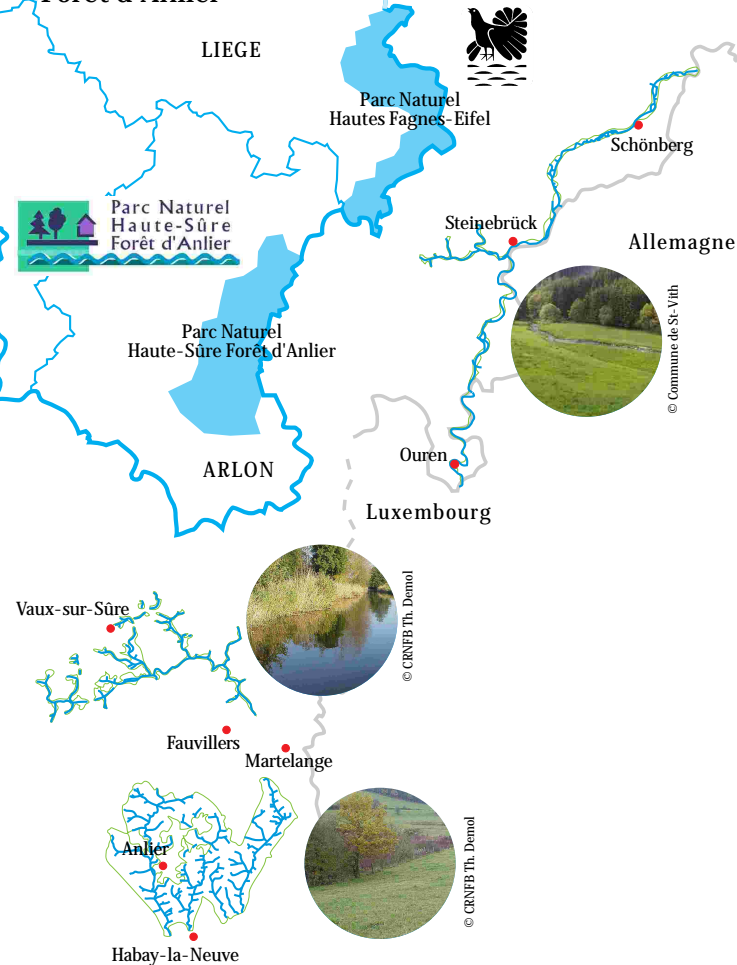 Forêt d'Anlier
LIEGE
Parc Naturel
Hautes Fagnes-Eifel
Schönberg
Parc Naturel
Haute-Sûre
Forêt d'Anlier
Steinebrück
Allemagne
© Commune de St-Vith
Parc Naturel
Haute-Sûre Forêt d'Anlier
Ouren
ARLON
Luxembourg
© CRNFB Th. Demol
Vaux-sur-Sûre
Fauvillers
Martelange
Anlier
© CRNFB Th. Demol
Habay-la-Neuve